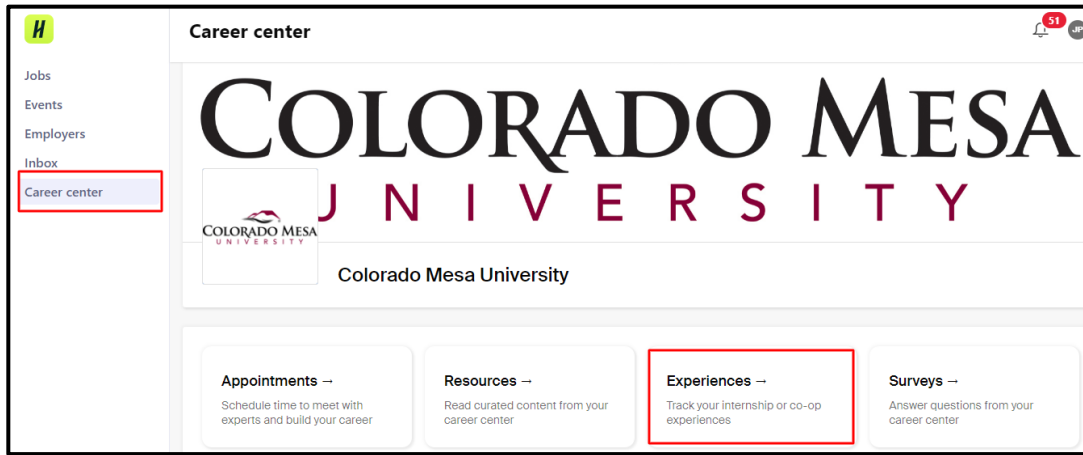 H
Career center
51
JP
Jobs
Events
Employers
Inbox
Career center
COLORADO MESA
UNIVERSITY
COLORADO MESA
UNIVERSITY
Colorado Mesa University
Appointments →
Schedule time to meet with
experts and build your career
Resources →
Read curated content from your
career center
Experiences →
Track your internship or co-op
experiences
Surveys →
Answer questions from your
career center